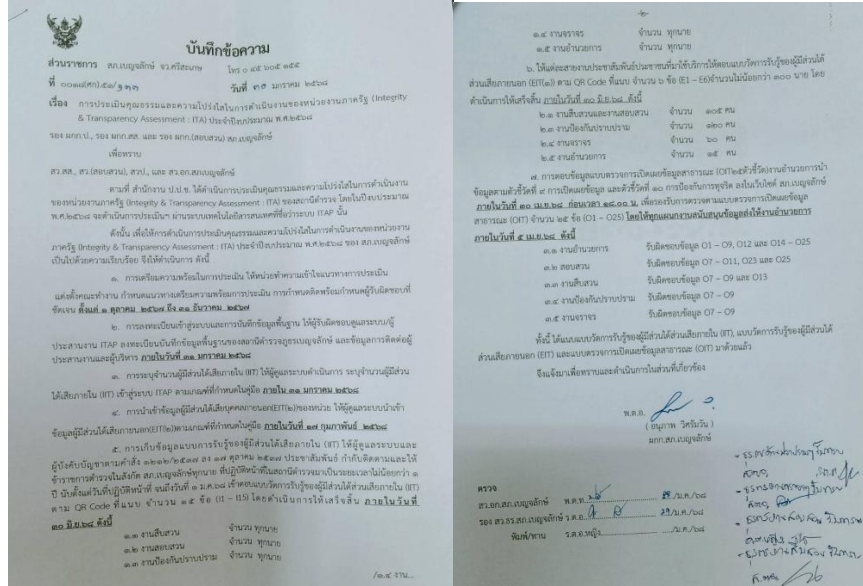 บันทึกข้อความ
ส่วนราชการ สภ.เบญจลักษ์ จว.ศรีสะเกษ โทร ๐ ๔๕ ๖๐๕ ๑๕๕
ที่ ๐๐๑๘(ศก).๕๑/๑๓๓ วันที่ ๓๐ มกราคม ๒๕๖๘
เรื่อง การประเมินคุณธรรมและความโปร่งใสในการดำเนินงานของหน่วยงานภาครัฐ (Integrity
& Transparency Assessment : ITA) ประจำปีงบประมาณ พ.ศ.๒๕๖๘
รอง ผกก.ป., รอง ผกก.สส. และ รอง ผกก.(สอบสวน) สภ.เบญจลักษ์
เพื่อทราบ
สว.สส., สว.(สอบสวน), สวป., และ สว.อก.สภ.เบญจลักษ์
ตามที่ สำนักงาน ป.ป.ช. ได้ดำเนินการประเมินคุณธรรมและความโปร่งใสในการดำเนินงาน
ของหน่วยงานภาครัฐ (Integrity & Transparency Assessment : ITA) ของสถานีตำรวจ โดยในปีงบประมาณ
พ.ศ.๒๕๖๘ จะดำเนินการประเมินฯ ผ่านระบบเทคโนโลยีสารสนเทศที่ชื่อว่าระบบ ITAP นั้น
ดังนั้น เพื่อให้การดำเนินการประเมินคุณธรรมและความโปร่งใสในการดำเนินงานของหน่วยงาน
ภาครัฐ (Integrity & Transparency Assessment : ITA) ประจำปีงบประมาณ พ.ศ.๒๕๖๘ ของ สภ.เบญจลักษ์
เป็นไปด้วยความเรียบร้อย จึงให้ดำเนินการ ดังนี้
๑. การเตรียมความพร้อมในการประเมิน ให้หน่วยทำความเข้าใจแนวทางการประเมิน
แต่งตั้งคณะทำงาน กำหนดแนวทางเตรียมความพร้อมการประเมิน การกำหนดติดพร้อมกำหนดผู้รับผิดชอบที่
ชัดเจน ตั้งแต่ ๑ ตุลาคม ๒๕๖๗ ถึง ๓๑ ธันวาคม ๒๕๖๗
๒. การลงทะเบียนเข้าสู่ระบบและการบันทึกข้อมูลพื้นฐาน ให้ผู้รับผิดชอบดูแลระบบ/ผู้
ประสานงาน ITAP ลงทะเบียนบันทึกข้อมูลพื้นฐานของสถานีตำรวจภูธรเบญจลักษ์ และข้อมูลการติดต่อผู้
ประสานงานและผู้บริหาร ภายในวันที่ ๓๑ มกราคม ๒๕๖๘
๓. การระบุจำนวนผู้มีส่วนได้เสียภายใน (IIT) ให้ผู้ดูแลระบบดำเนินการ ระบุจำนวนผู้มีส่วน
ได้เสียภายใน (IIT) เข้าสู่ระบบ ITAP ตามเกณฑ์ที่กำหนดในคู่มือ ภายใน ๓๑ มกราคม ๒๕๖๘
๔. การนำเข้าข้อมูลผู้มีส่วนได้เสียบุคคลภายนอก(EIT(๒))ของหน่วย ให้ผู้ดูแลระบบนำเข้า
ข้อมูลผู้มีส่วนได้เสียภายนอก(EIT(๒))ตามเกณฑ์ที่กำหนดในคู่มือ ภายในวันที่ ๑๗ กุมภาพันธ์ ๒๕๖๘
๕. การเก็บข้อมูลแบบการรับรู้ของผู้มีส่วนได้เสียภายใน (IIT) ให้ผู้ดูแลระบบและ
ผู้บังคับบัญชาตามคำสั่ง ๑๒๑๒/๒๕๓๗ ลง ๑๗ ตุลาคม ๒๕๓๗ ประชาสัมพันธ์ กำกับติดตามและให้
ข้าราชการตำรวจในสังกัด สภ.เบญจลักษ์ทุกนาย ที่ปฏิบัติหน้าที่ในสถานีตำรวจมาเป็นระยะเวลาไม่น้อยกว่า ๑
ปี นับตั้งแต่วันที่ปฏิบัติหน้าที่ จนถึงวันที่ ๑ ม.ค.๖๘ เข้าตอบแบบวัดการรับรู้ของผู้มีส่วนได้ส่วนเสียภายใน (IIT)
ตาม QR Code ที่แนบ จำนวน ๑๕ ข้อ (I1 – I15) โดยดำเนินการให้เสร็จสิ้น ภายในวันที่
๓๐ มิ.ย.๖๘ ดังนี้
๑.๑ งานสืบสวน จำนวน ทุกนาย
๑.๒ งานสอบสวน จำนวน ทุกนาย
๑.๓ งานป้องกันปราบปราม จำนวน ทุกนาย
/๑.๔ งาน...
-๒-
๑.๔ งานจราจร จำนวน ทุกนาย
๑.๕ งานอำนวยการ จำนวน ทุกนาย
๖. ให้แต่ละสายงานประชาสัมพันธ์ประชาชนที่มาใช้บริการให้ตอบแบบวัดการรับรู้ของผู้มีส่วนได้
ส่วนเสียภายนอก (EIT(๑)) ตาม QR Code ที่แนบ จำนวน ๖ ข้อ (E1 – E6)จำนวนไม่น้อยกว่า ๓๐๐ นาย โดย
ดำเนินการให้เสร็จสิ้น ภายในวันที่ ๓๐ มิ.ย.๖๘ ดังนี้
๒.๑ งานสืบสวนและงานสอบสวน จำนวน ๑๐๕ คน
๒.๓ งานป้องกันปราบปราม จำนวน ๑๒๐ คน
๒.๔ งานจราจร จำนวน ๖๐ คน
๒.๕ งานอำนวยการ จำนวน ๑๕ คน
๗. การตอบแบบตรวจการเปิดเผยข้อมูลสาธารณะ (OIT๒๕ตัวชี้วัด)งานอำนวยการนำ
ข้อมูลตามตัวชี้วัดที่ ๙ การเปิดเผยข้อมูล และตัวชี้วัดที่ ๑๐ การป้องกันการทุจริต ลงในเว็บไซต์ สภ.เบญจลักษ์
ภายในวันที่ ๑๐ เม.ย.๖๘ ก่อนเวลา ๑๘.๐๐ น. เพื่อรองรับการตรวจตามแบบตรวจการเปิดเผยข้อมูล
สาธารณะ (OIT) จำนวน ๒๕ ข้อ (O1 – O25) โดยให้ทุกแผนกงานสนับสนุนข้อมูลส่งให้งานอำนวยการ
ภายในวันที่ ๕ เม.ย.๖๘ ดังนี้
๓.๑ งานอำนวยการ รับผิดชอบข้อมูล O1 – O9, O12 และ O14 – O25
๓.๒ สอบสวน รับผิดชอบข้อมูล O7 – O11, O23 และ O25
๓.๓ งานสืบสวน รับผิดชอบข้อมูล O7 – O9 และ O13
๓.๔ งานป้องกันปราบปราม รับผิดชอบข้อมูล O7 – O9
๓.๕ งานจราจร รับผิดชอบข้อมูล O7 – O9
ทั้งนี้ ได้แนบแบบวัดการรับรู้ของผู้มีส่วนได้ส่วนเสียภายใน (IIT), แบบวัดการรับรู้ของผู้มีส่วนได้
ส่วนเสียภายนอก (EIT) และแบบตรวจการเปิดเผยข้อมูลสาธารณะ (OIT) มาด้วยแล้ว
จึงแจ้งมาเพื่อทราบและดำเนินการในส่วนที่เกี่ยวข้อง
พ.ต.อ.
( อนุภาพ วิศรัมวัน )
ผกก.สภ.เบญจลักษ์
ตรวจ
สว.อก.สภ.เบญจลักษ์ พ.ต.ท. /ม.ค./๖๘
รอง สว.ธร.สภ.เบญจลักษ์ ร.ต.อ. /ม.ค./๖๘
พิมพ์/ทาน ร.ต.อ.หญิง /ม.ค./๖๘